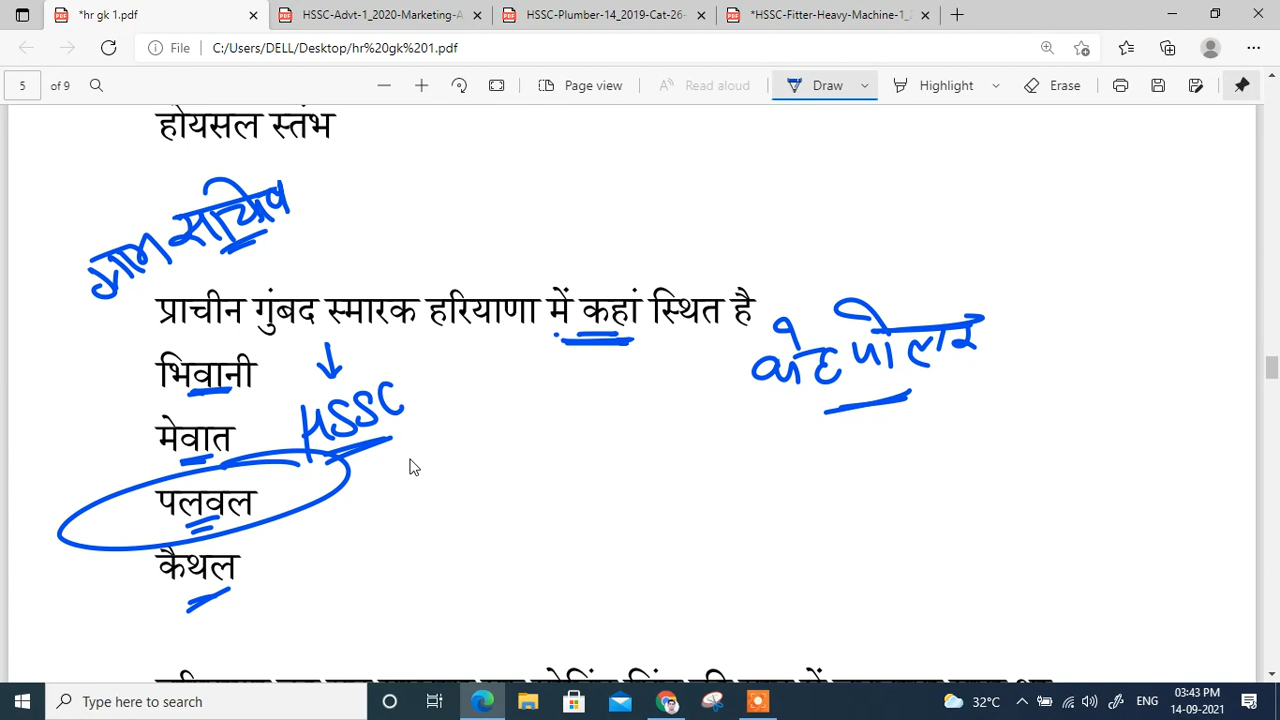 *hr gk 1.pdf
HSSC-Advt-1_2020-Marketing-A
HSSC-Plumber-14_2019-Cat-26-
*HSSC-Fitter-Heavy-Machine-1_
File
C:/Users/DELL/Desktop/hr%20gk%201.pdf
5 of 9
Page view
Read aloud
Draw
Highlight
Erase
होयसल स्तंभ
ग्राम सचिव
प्राचीन गुंबद स्मारक हरियाणा में कहां स्थित है
भिवानी
HSSC
मेवात
पलवल
कैथल
Type here to search
32°C
ENG
03:43 PM
14-09-2021